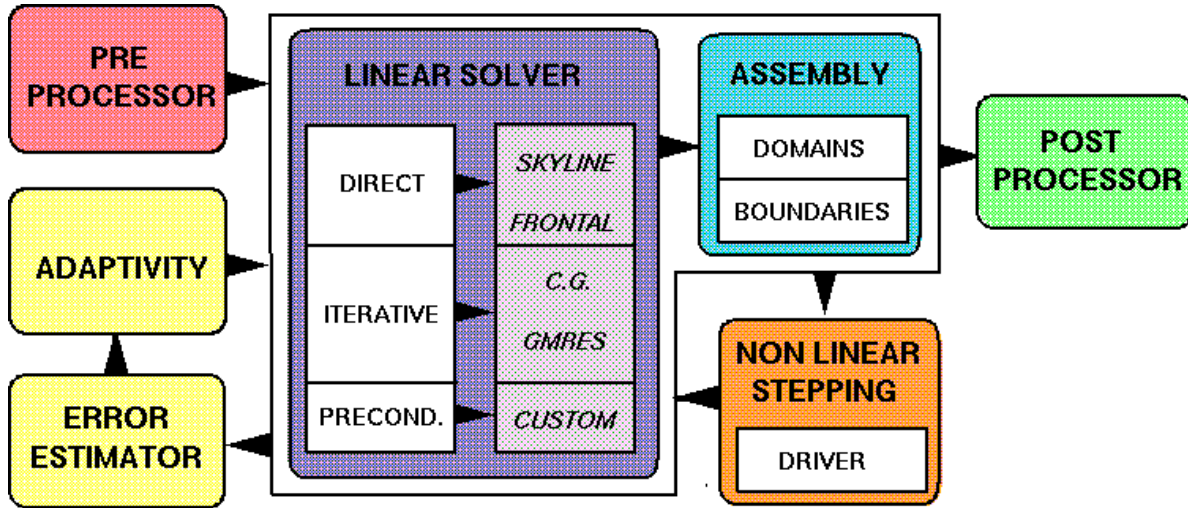 PRE
PROCESSOR
ADAPTIVITY
ERROR
ESTIMATOR
LINEAR SOLVER
DIRECT
SKYLINE
FRONTAL
ITERATIVE
C.G.
GMRES
PRECOND.
CUSTOM
ASSEMBLY
DOMAINS
BOUNDARIES
NON LINEAR
STEPPING
DRIVER
POST
PROCESSOR